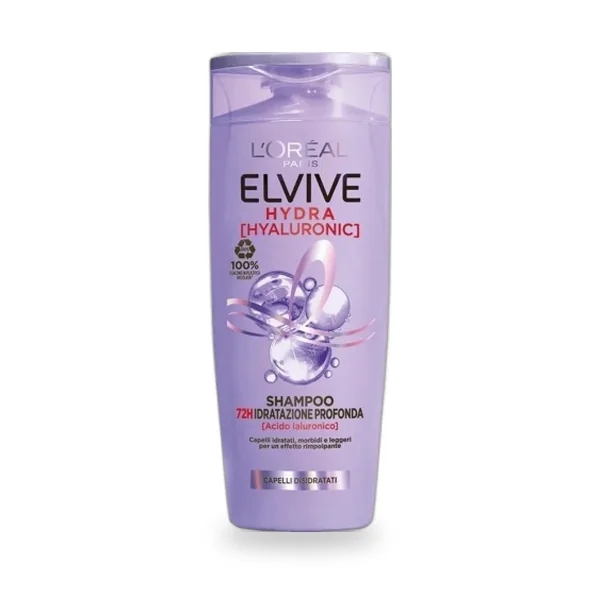 L'ORÉAL
PARIS
ELVIVE
HYDRA
[HYALURONIC]
100%
SHAMPOO
72H IDRATAZIONE PROFONDA
[Acido Ialuronico]
Capelli idratati, morbidi e leggeri
per un effetto rimpolpante
CAPELLI DISIDRATATI